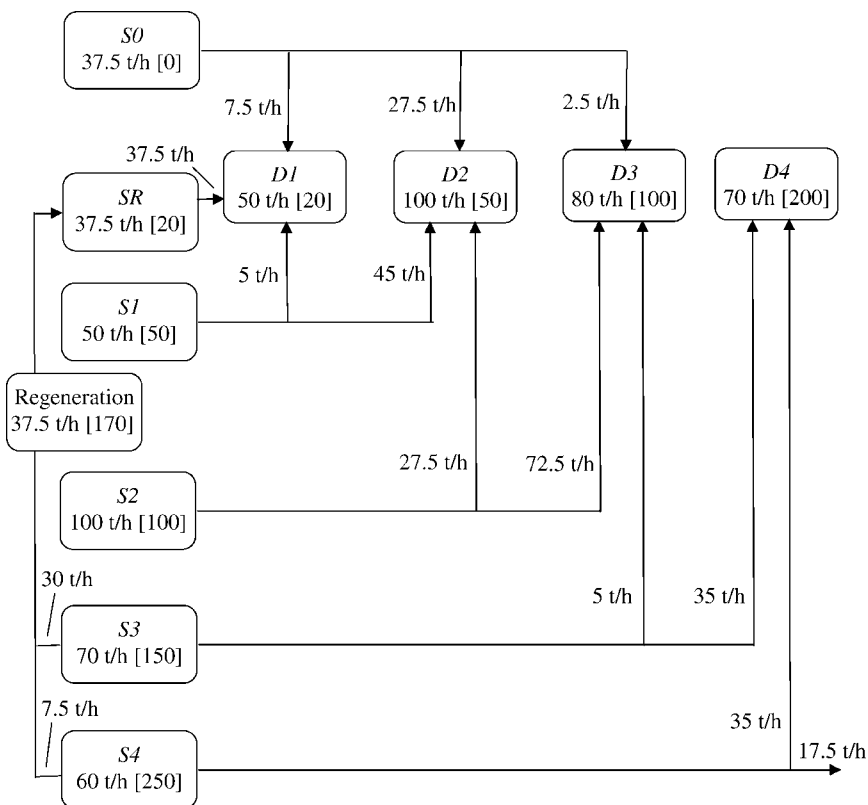 S0
37.5 t/h [0]
7.5 t/h
27.5 t/h
2.5 t/h
37.5 t/h
SR
37.5 t/h [20]
D1
50 t/h [20]
D2
100 t/h [50]
D3
80 t/h [100]
D4
70 t/h [200]
5 t/h
45 t/h
S1
50 t/h [50]
Regeneration
37.5 t/h [170]
27.5 t/h
72.5 t/h
S2
100 t/h [100]
30 t/h
5 t/h
35 t/h
S3
70 t/h [150]
7.5 t/h
35 t/h
17.5 t/h
S4
60 t/h [250]